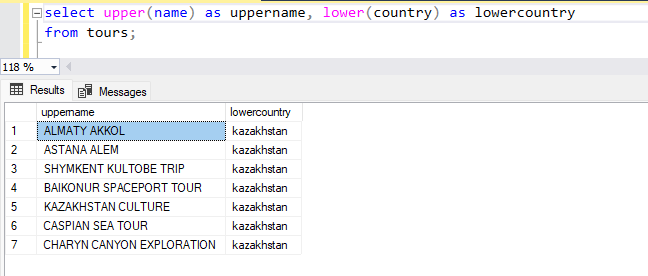 select upper(name) as uppername, lower(country) as lowercountry
from tours;
118 %
Results Messages
uppername lowercountry
1 ALMATY AKKOL kazakhstan
2 ASTANA ALEM kazakhstan
3 SHYMKENT KULTOBE TRIP kazakhstan
4 BAIKONUR SPACEPORT TOUR kazakhstan
5 KAZAKHSTAN CULTURE kazakhstan
6 CASPIAN SEA TOUR kazakhstan
7 CHARYN CANYON EXPLORATION kazakhstan